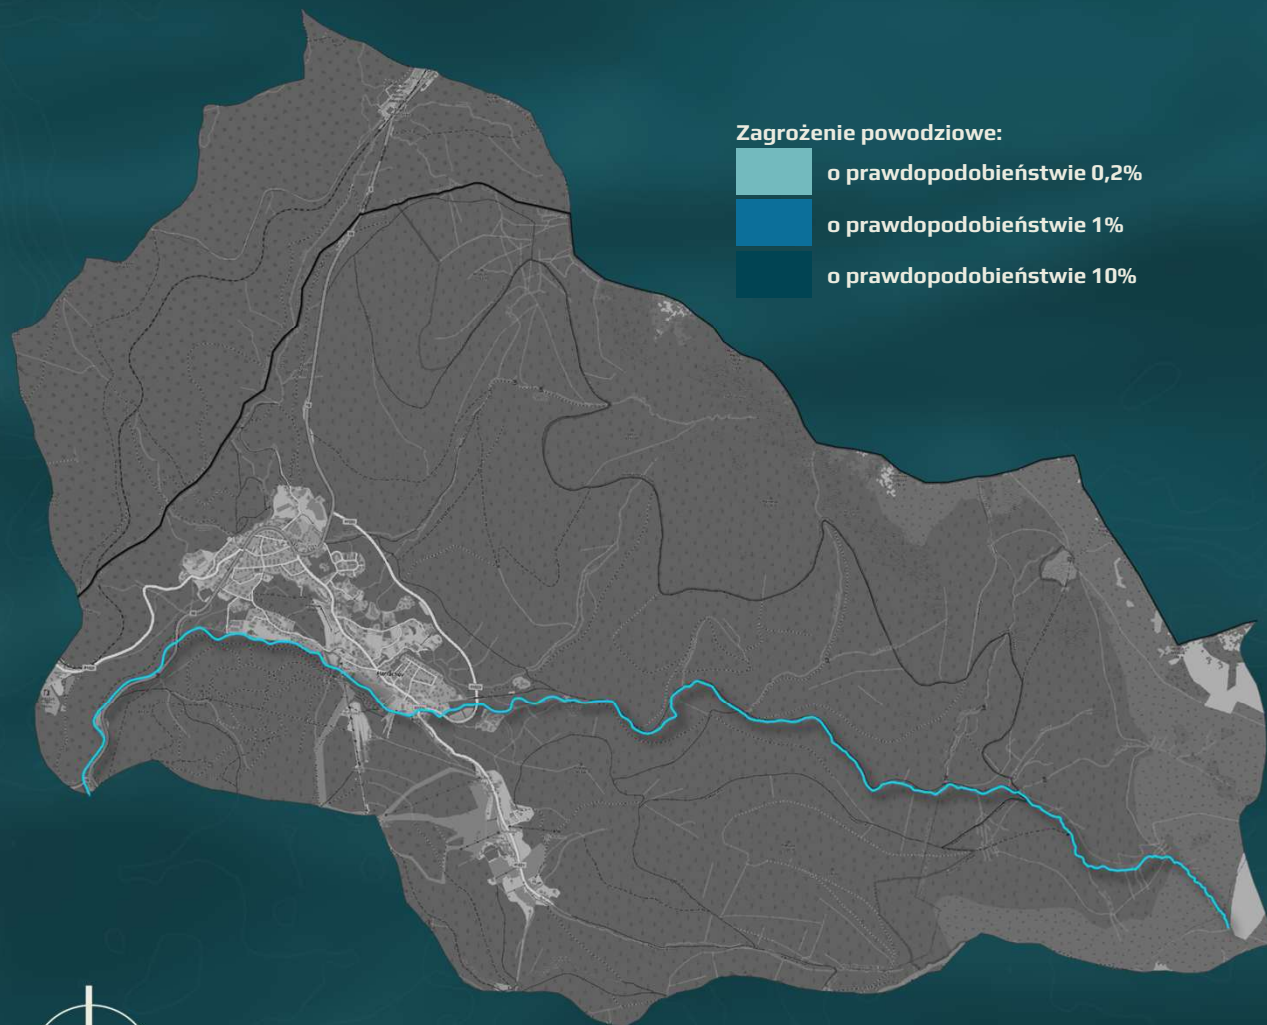 Zagrożenie powodziowe:
o prawdopodobieństwie 0,2%
o prawdopodobieństwie 1%
o prawdopodobieństwie 10%